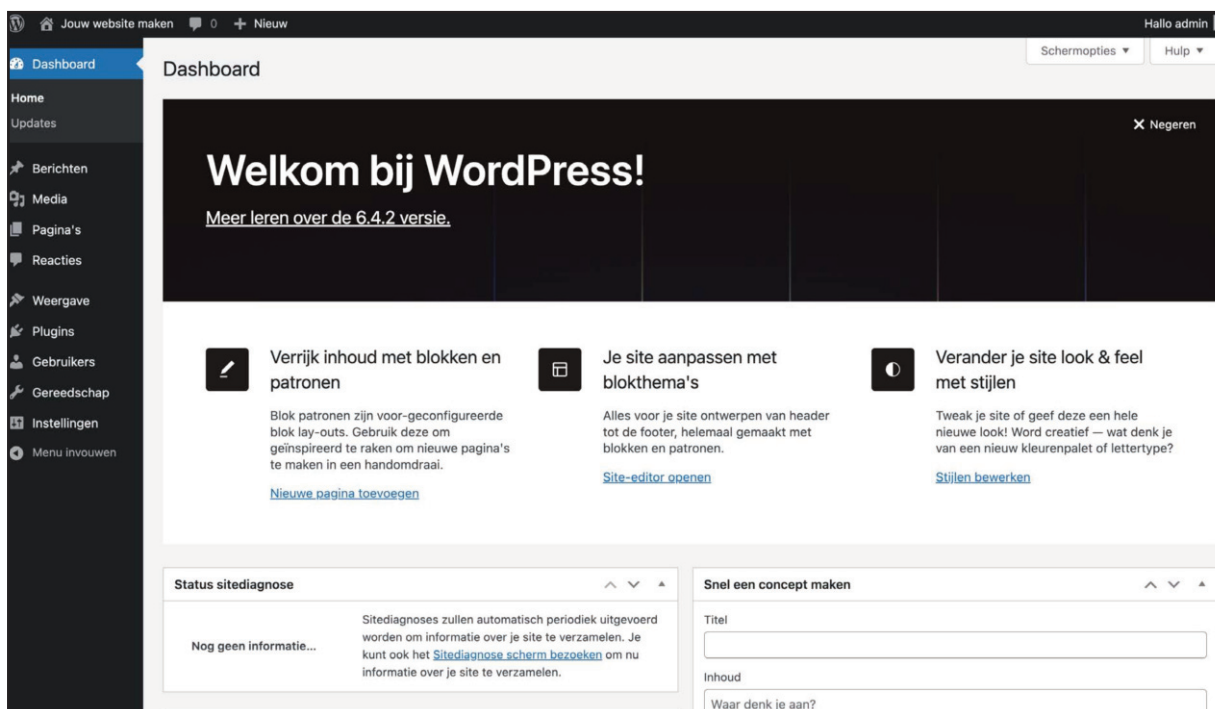 Jouw website maken 0 Nieuw Hallo admin
Dashboard
Home
Updates
Berichten
Media
Pagina's
Reacties
Weergave
Plugins
Gebruikers
Gereedschap
Instellingen
Menu invouwen
Schermopties Hulp
Dashboard
Negeren
Welkom bij WordPress!
Meer leren over de 6.4.2 versie.
Verrijk inhoud met blokken en
patronen
Blok patronen zijn voor-geconfigureerde
blok lay-outs. Gebruik deze om
geïnspireerd te raken om nieuwe pagina's
te maken in een handomdraai.
Nieuwe pagina toevoegen
Je site aanpassen met
blokthema's
Alles voor je site ontwerpen van header
tot de footer, helemaal gemaakt met
blokken en patronen.
Site-editor openen
Verander je site look & feel
met stijlen
Tweak je site of geef deze een hele
nieuwe look! Word creatief — wat denk je
van een nieuw kleurenpalet of lettertype?
Stijlen bewerken
Status sitediagnose
Nog geen informatie...
Sitediagnoses zullen automatisch periodiek uitgevoerd
worden om informatie over je site te verzamelen. Je
kunt ook het Sitediagnose scherm bezoeken om nu
informatie over je site te verzamelen.
Snel een concept maken
Titel
Inhoud
Waar denk je aan?